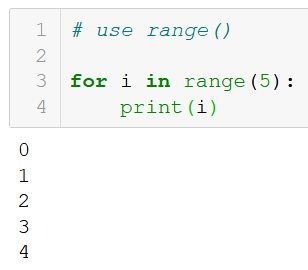 1 # use range()
2
3 for i in range(5):
4     print(i)
0
1
2
3
4